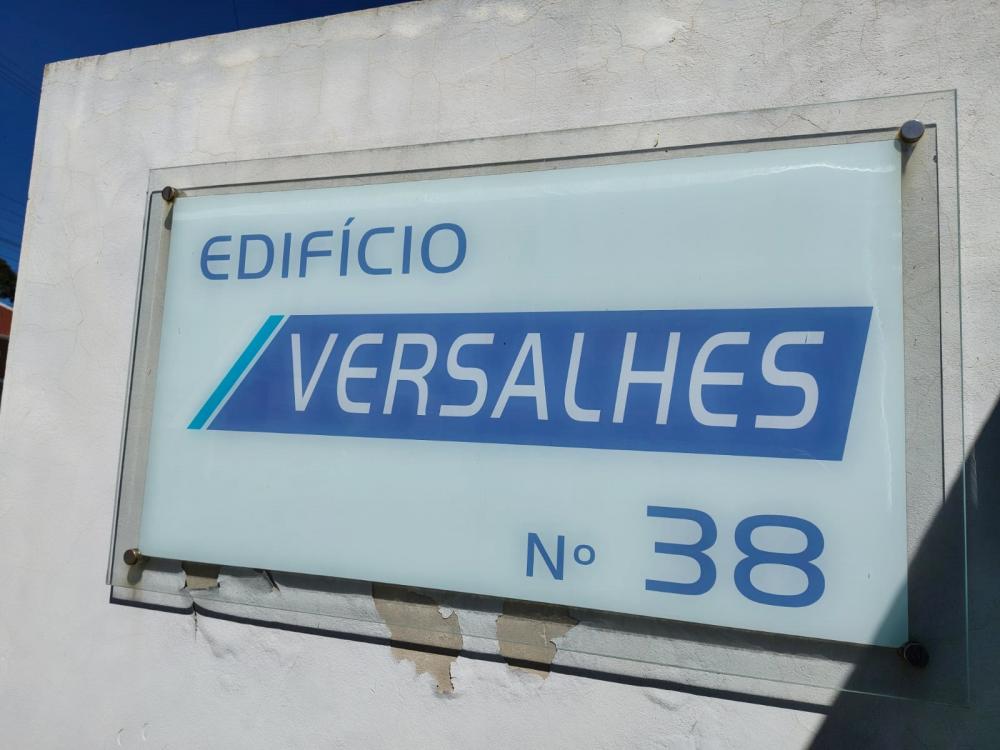 EDIFÍCIO
VERSALHES
Nº 38